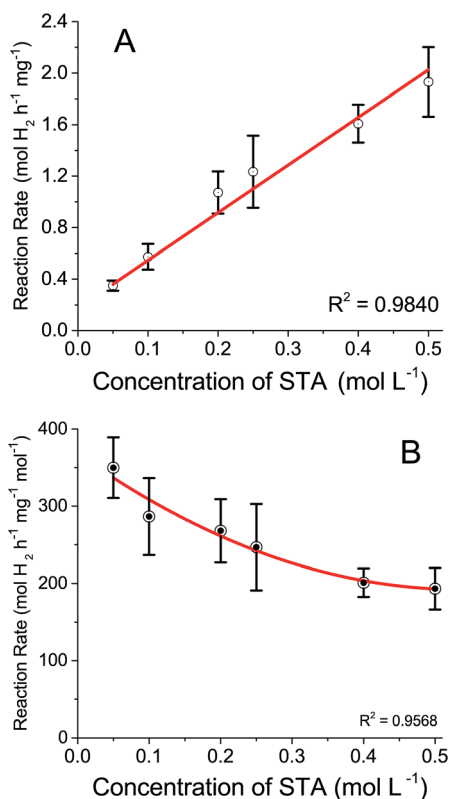 A
2.4
2.0
1.6
1.2
0.8
0.4
0.0
Reaction Rate (mol H₂ h⁻¹ mg⁻¹)
R² = 0.9840
0.0 0.1 0.2 0.3 0.4 0.5
Concentration of STA (mol L⁻¹)
B
400
300
200
100
0
Reaction Rate (mol H₂ h⁻¹ mg⁻¹ mol⁻¹)
R² = 0.9568
0.0 0.1 0.2 0.3 0.4 0.5
Concentration of STA (mol L⁻¹)